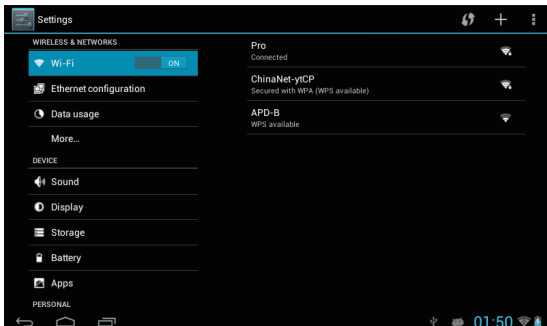 Settings
WIRELESS & NETWORKS
Wi-Fi
ON
Ethernet configuration
Data usage
More...
DEVICE
Sound
Display
Storage
Battery
Apps
PERSONAL
Pro
Connected
ChinaNet-ytCP
Secured with WPA (WPS available)
APD-B
WPS available
01:50